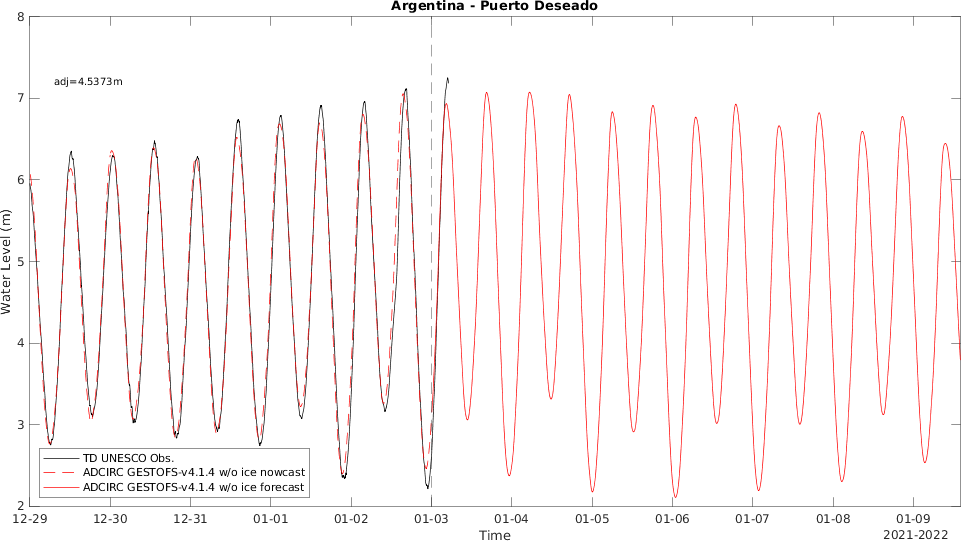 Argentina - Puerto Deseado
8
7
6
5
4
3
2
Water Level (m)
adj=4.5373m
TD UNESCO Obs.
ADCIRC GESTOFS-v4.1.4 w/o ice nowcast
ADCIRC GESTOFS-v4.1.4 w/o ice forecast
12-29 12-30 12-31 01-01 01-02 01-03 01-04 01-05 01-06 01-07 01-08 01-09
Time
2021-2022